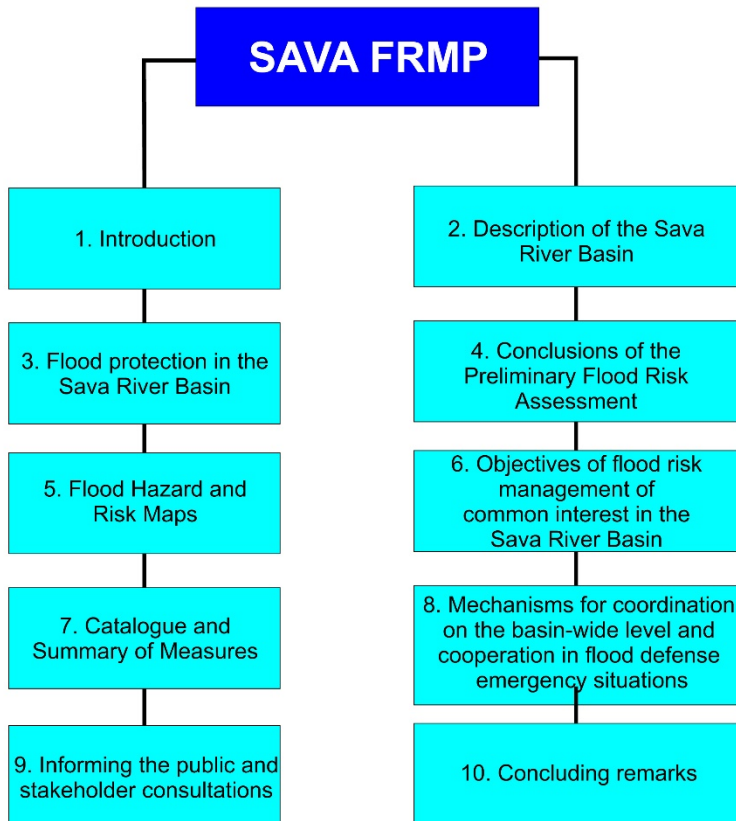 SAVA FRMP
1. Introduction
2. Description of the Sava
River Basin
3. Flood protection in the
Sava River Basin
4. Conclusions of the
Preliminary Flood Risk
Assessment
5. Flood Hazard and
Risk Maps
6. Objectives of flood risk
management of
common interest in the
Sava River Basin
7. Catalogue and
Summary of Measures
8. Mechanisms for coordination
on the basin-wide level and
cooperation in flood defense
emergency situations
9. Informing the public and
stakeholder consultations
10. Concluding remarks